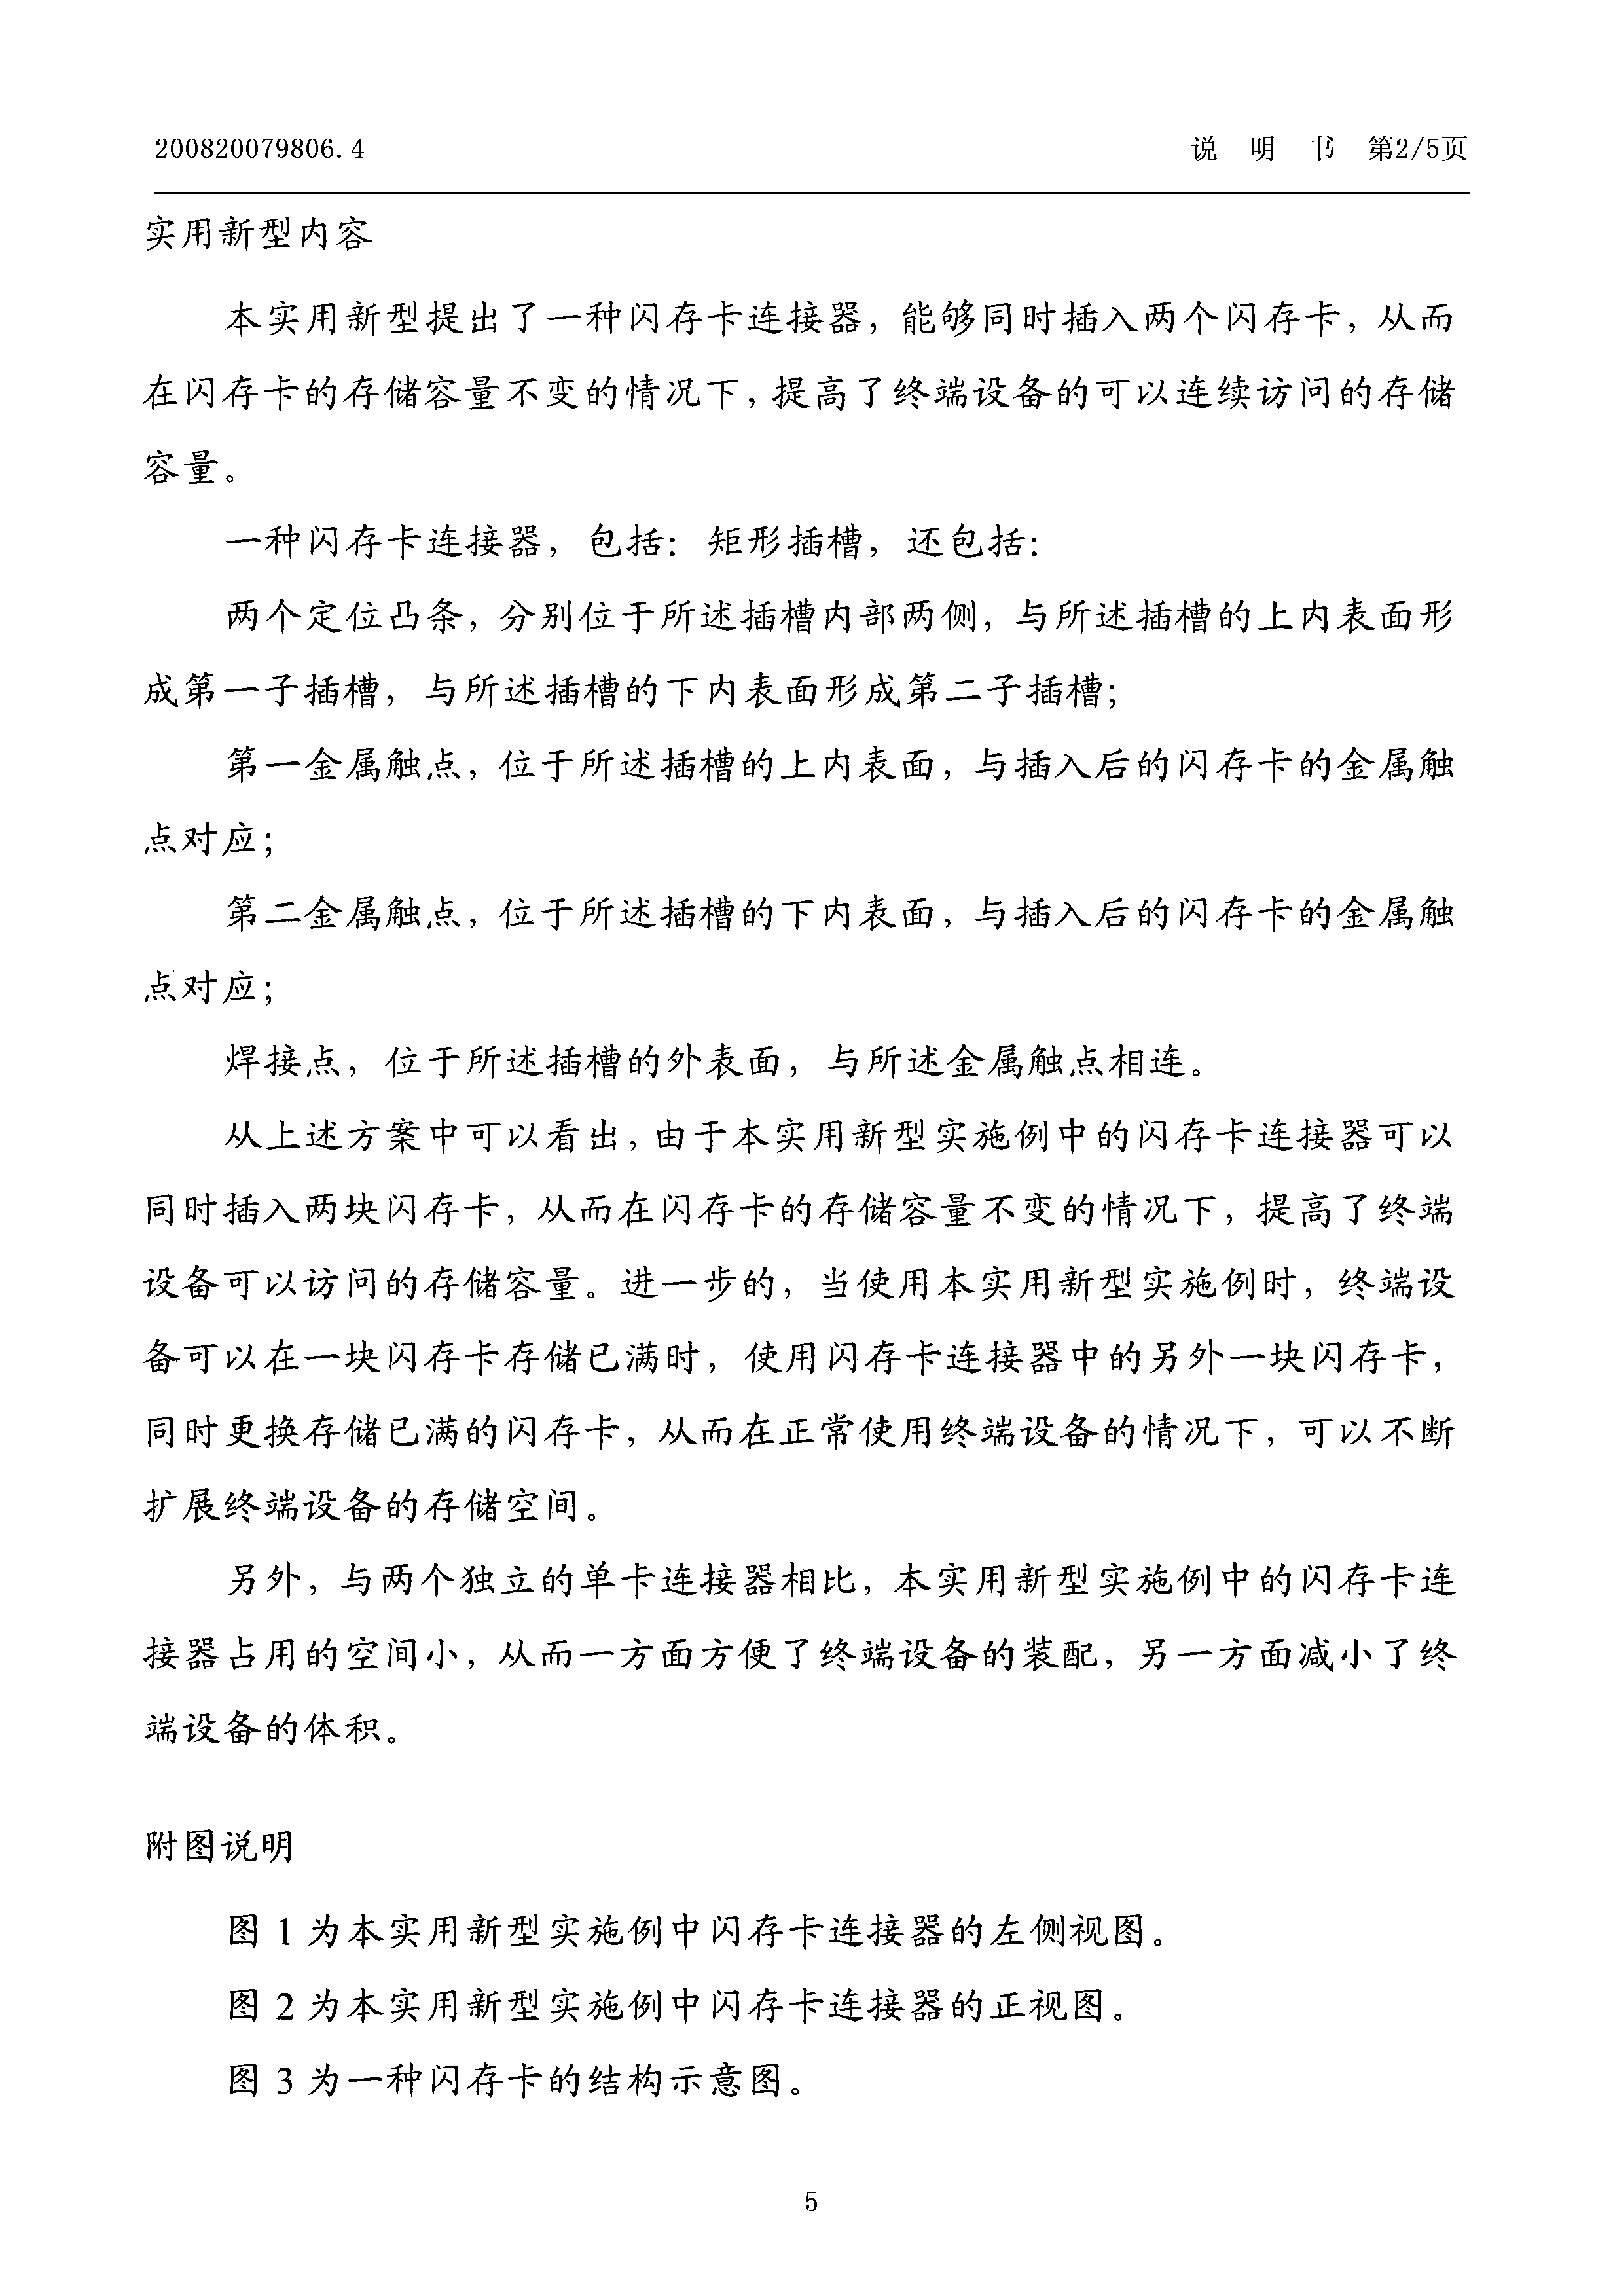 200820079806.4 说 明 书 第2/5页
实用新型内容
本实用新型提出了一种闪存卡连接器，能够同时插入两个闪存卡，从而
在闪存卡的存储容量不变的情况下，提高了终端设备的可以连续访问的存储
容量。
一种闪存卡连接器，包括：矩形插槽，还包括：
两个定位凸条，分别位于所述插槽内部两侧，与所述插槽的上内表面形
成第一子插槽，与所述插槽的下内表面形成第二子插槽；
第一金属触点，位于所述插槽的上内表面，与插入后的闪存卡的金属触
点对应；
第二金属触点，位于所述插槽的下内表面，与插入后的闪存卡的金属触
点对应；
焊接点，位于所述插槽的外表面，与所述金属触点相连。
从上述方案中可以看出，由于本实用新型实施例中的闪存卡连接器可以
同时插入两块闪存卡，从而在闪存卡的存储容量不变的情况下，提高了终端
设备可以访问的存储容量。进一步的，当使用本实用新型实施例时，终端设
备可以在一块闪存卡存储已满时，使用闪存卡连接器中的另外一块闪存卡，
同时更换存储已满的闪存卡，从而在正常使用终端设备的情况下，可以不断
扩展终端设备的存储空间。
另外，与两个独立的单卡连接器相比，本实用新型实施例中的闪存卡连
接器占用的空间小，从而一方面方便了终端设备的装配，另一方面减小了终
端设备的体积。
附图说明
图 1 为本实用新型实施例中闪存卡连接器的左侧视图。
图 2 为本实用新型实施例中闪存卡连接器的正视图。
图 3 为一种闪存卡的结构示意图。
5